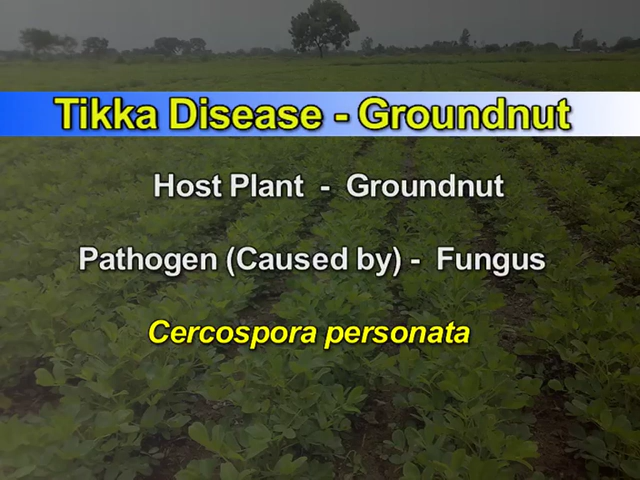 Tikka Disease - Groundnut
Host Plant - Groundnut
Pathogen (Caused by) - Fungus
Cercospora personata